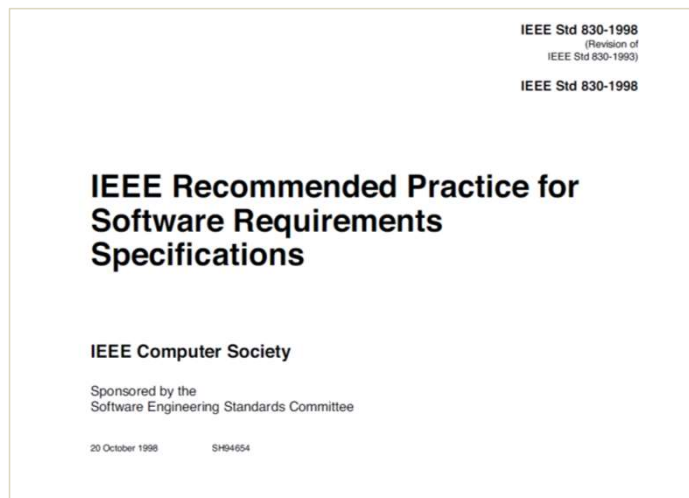 IEEE Std 830-1998
(Revision of
IEEE Std 830-1993)
IEEE Std 830-1998
IEEE Recommended Practice for
Software Requirements
Specifications
IEEE Computer Society
Sponsored by the
Software Engineering Standards Committee
20 October 1998 SH94654